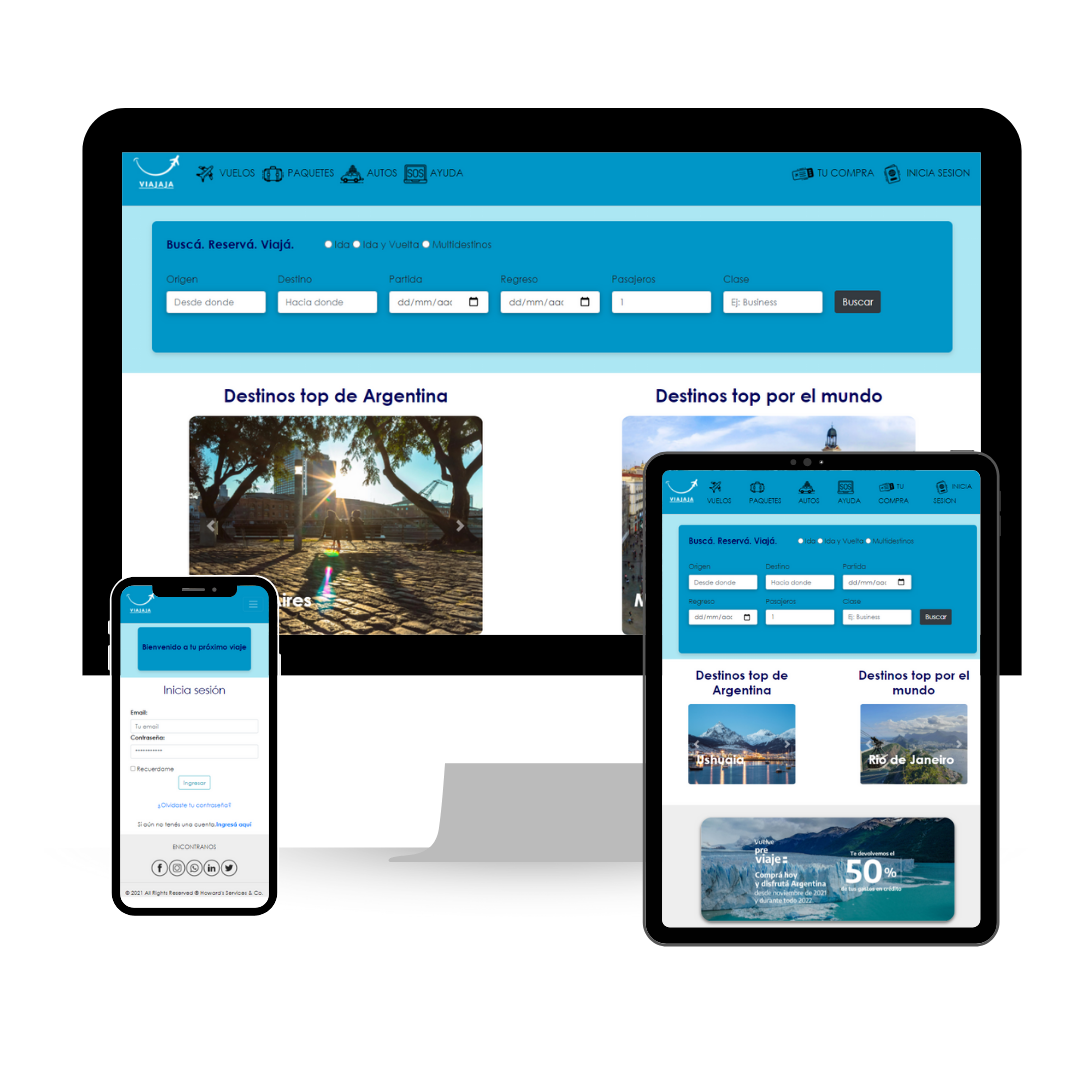 VIAJAJA
VUELOS PAQUETES AUTOS SOS AYUDA TU COMPRA INICIA SESION
Buscá. Reservá. Viajá. Ida Ida y Vuelta Multidestinos
Origen Destino Partida Regreso Pasajeros Clase
Desde donde Hacia donde dd/mm/aaa dd/mm/aaa 1 Ej: Business Buscar
Destinos top de Argentina Destinos top por el mundo
ires
M
VIAJAJA
Bienvenido a tu próximo viaje
Inicia sesión
Email:
Tu email
Contraseña:
***********
Recuerdame
Ingresar
¿Olvidaste tu contraseña?
Si aún no tenés una cuenta.Ingresá aquí
ENCONTRANOS
© 2021 All Rights Reserved © Howard's Services & Co.
VIAJAJA
VUELOS PAQUETES AUTOS SOS AYUDA TU COMPRA INICIA SESION
Buscá. Reservá. Viajá. Ida Ida y Vuelta Multidestinos
Origen Destino Partida
Desde donde Hacia donde dd/mm/aaa
Regreso Pasajeros Clase
dd/mm/aaa 1 Ej: Business Buscar
Destinos top de
Argentina
Destinos top por el
mundo
Ushuaia
Rio de Janeiro
VUELVE
pre
viaje
Comprá hoy
y disfrutá Argentina
desde noviembre de 2021
y durante todo 2022
Te devolvemos el
50%
de tus gastos en crédito